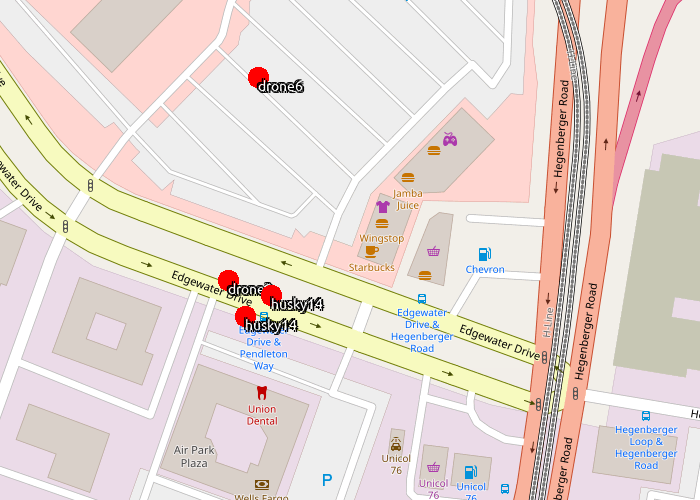 drone6
Hegenberger Road
H-Line
Jamba
Juice
Wingstop
Starbucks
Chevron
Edgewater Drive
drone
husky14
husky14
Edgewater Drive
Edgewater
Drive &
Hegenberger
Road
H-Line
Hegenberger Road
Edgewater Drive
Drive &
Pendleton
Way
Union
Dental
Air Park
Plaza
Wells Fargo
P
Unicol
76
Unicol
76
Unicol
76
Hegenberger
Loop &
Hegenberger
Road